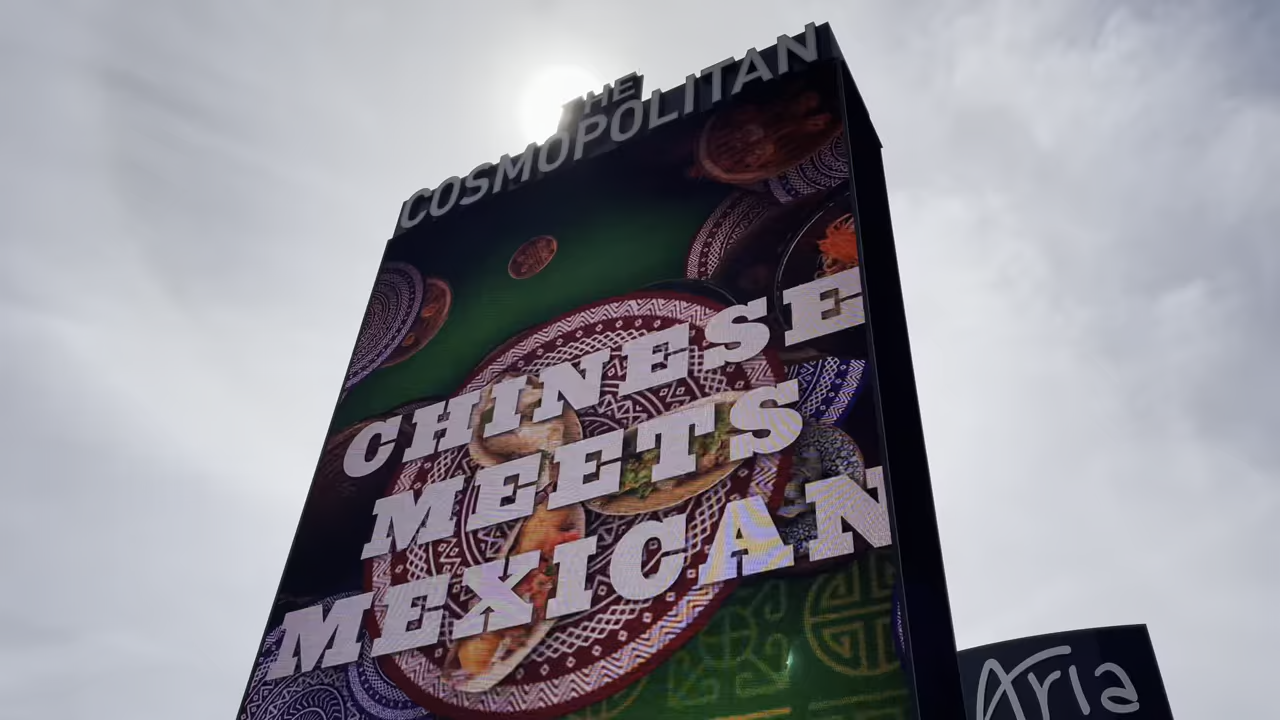 THE
COSMOPOLITAN
CHINESE
MEETS
MEXICAN
Aria